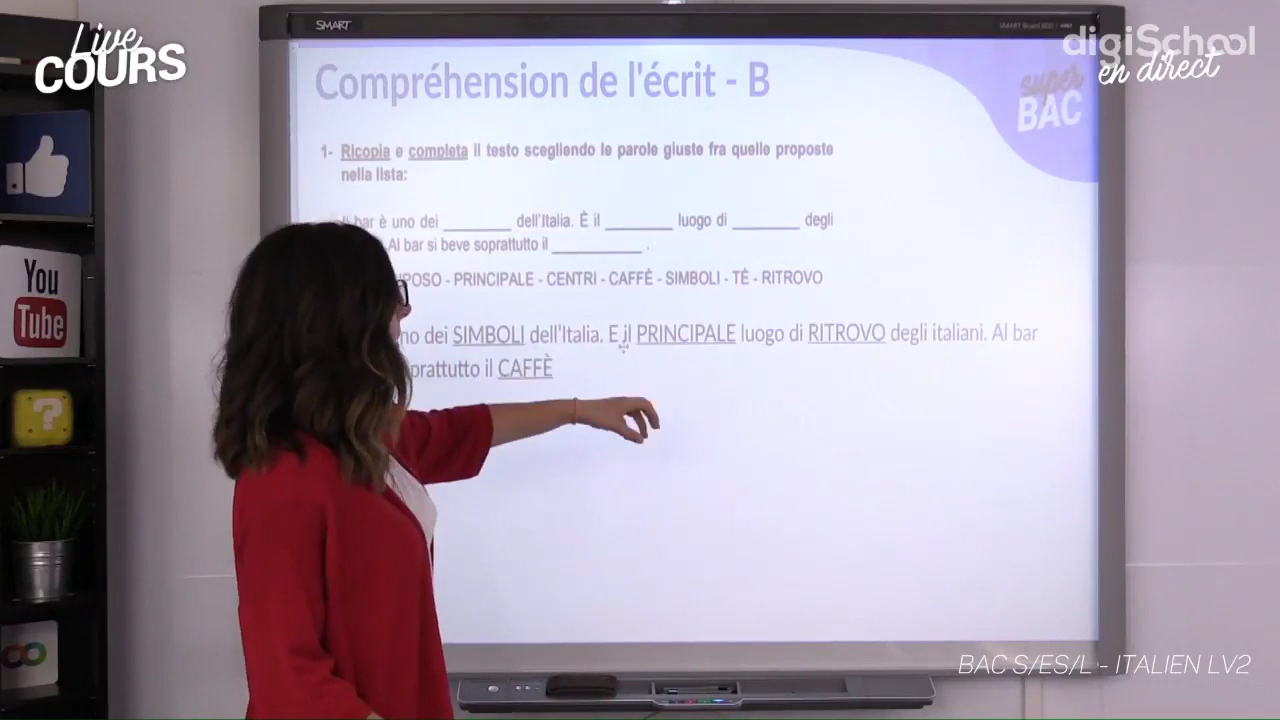 Live
COURS
SMART
digiSchool
en direct
super
BAC
Compréhension de l'écrit - B
1- Ricopia e completa il testo scegliendo le parole giuste fra quelle proposte
nella lista:
bar è uno dei ________ dell'Italia. È il ________ luogo di ________ degli
Al bar si beve soprattutto il ________ .
POSO - PRINCIPALE - CENTRI - CAFFÈ - SIMBOLI - TÈ - RITROVO
no dei SIMBOLI dell'Italia. E il PRINCIPALE luogo di RITROVO degli italiani. Al bar
prattutto il CAFFÈ
You
Tube
?
BAC S/ES/L - ITALIEN LV2